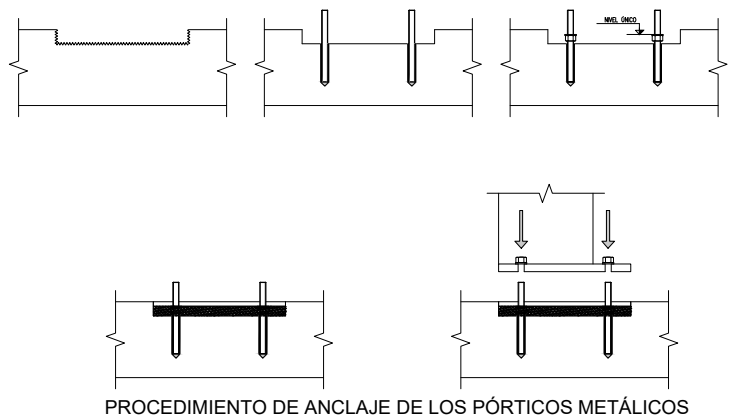 NIVEL ÚNICO
PROCEDIMIENTO DE ANCLAJE DE LOS PÓRTICOS METÁLICOS